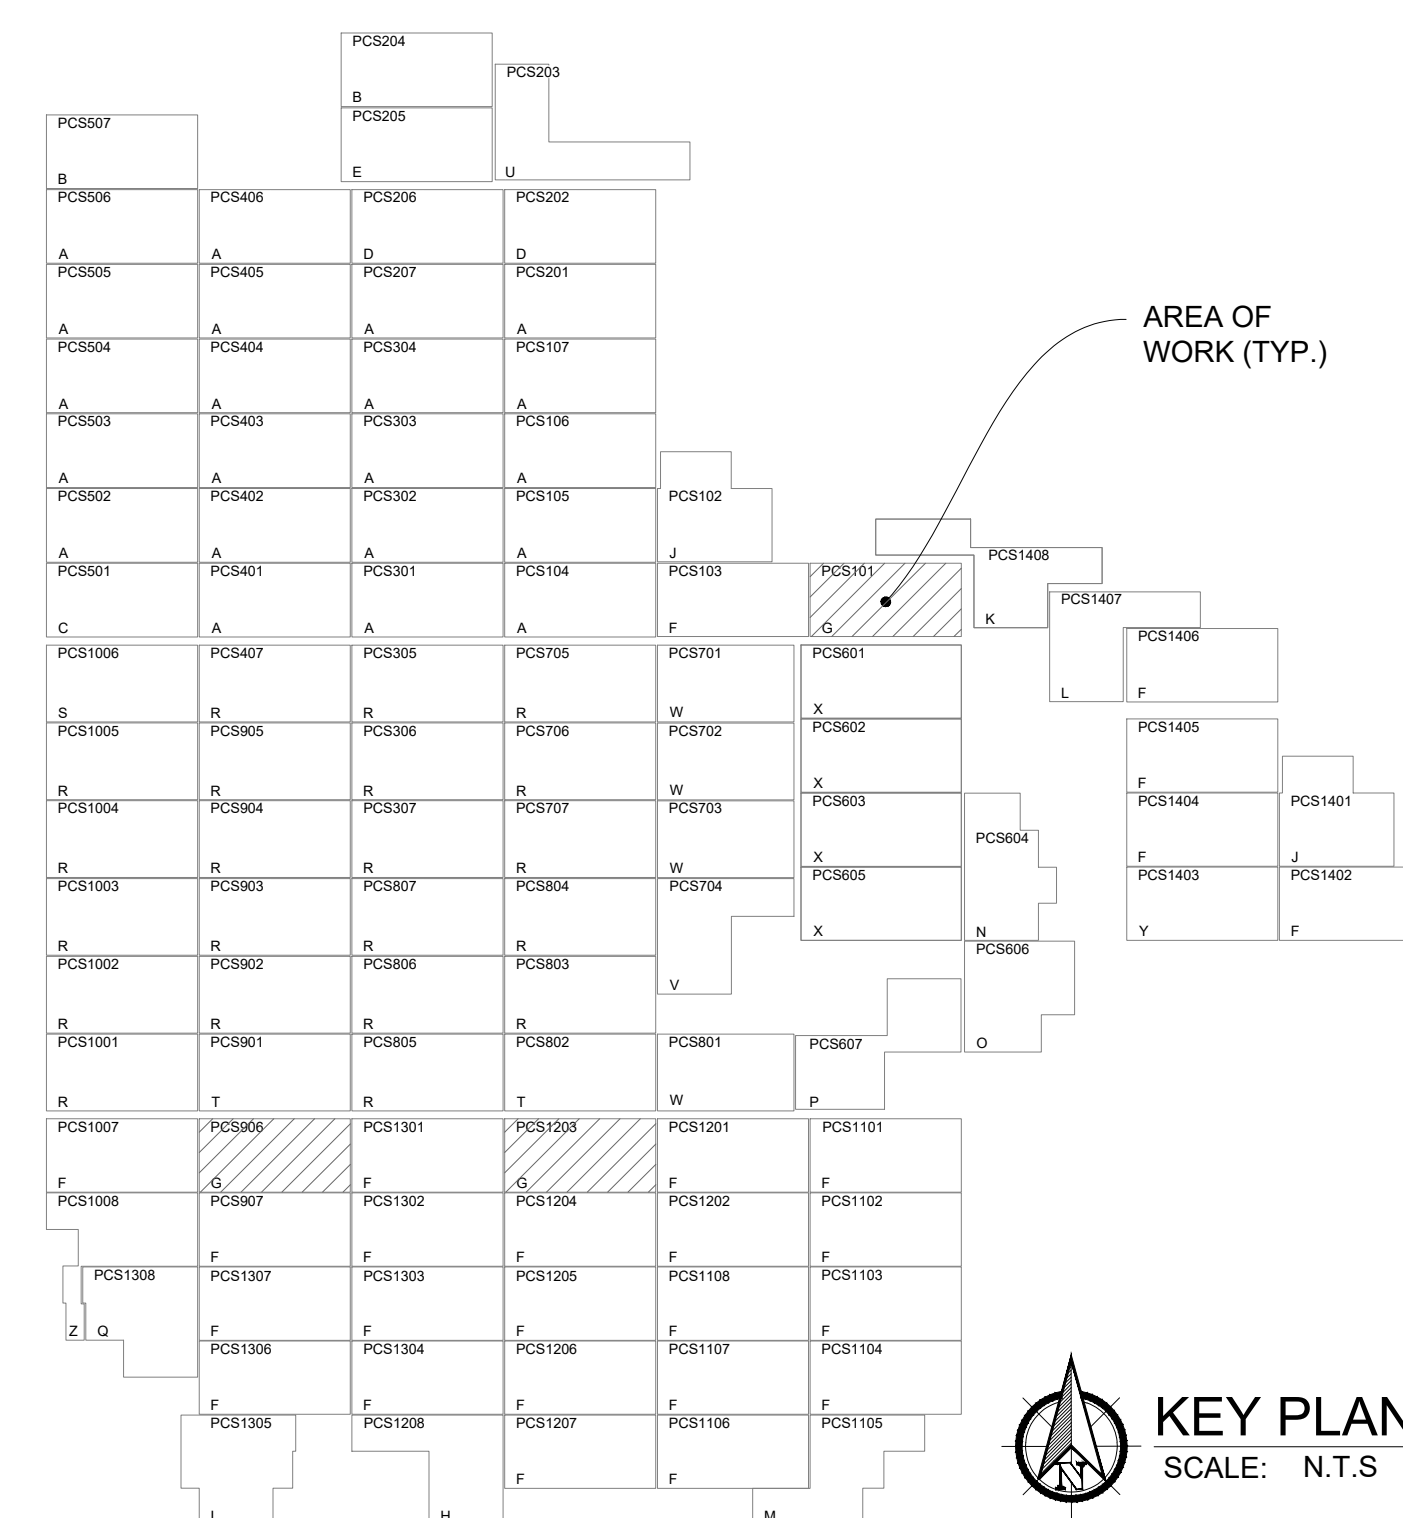 PCS204
PCS203
B
PCS507
PCS205
B
E
U
PCS506
PCS406
PCS206
PCS202
A
A
D
D
PCS505
PCS405
PCS207
PCS201
A
A
A
A
AREA OF
WORK (TYP.)
PCS504
PCS404
PCS304
PCS107
A
A
A
A
PCS503
PCS403
PCS303
PCS106
A
A
A
A
PCS502
PCS402
PCS302
PCS105
PCS102
A
A
A
A
J
PCS1408
PCS501
PCS401
PCS301
PCS104
PCS103
PCS101
PCS1407
C
A
A
A
F
G
K
PCS1406
PCS1006
PCS407
PCS305
PCS705
PCS701
PCS601
L
F
S
R
R
R
W
X
PCS1005
PCS905
PCS306
PCS706
PCS702
PCS602
PCS1405
R
R
R
R
W
X
F
PCS1004
PCS904
PCS307
PCS707
PCS703
PCS603
PCS1404
PCS1401
PCS604
R
R
R
R
W
X
F
J
PCS1003
PCS903
PCS807
PCS804
PCS704
PCS605
PCS1403
PCS1402
R
R
R
R
X
N
Y
F
PCS1002
PCS902
PCS806
PCS803
PCS606
V
R
R
R
R
PCS1001
PCS901
PCS805
PCS802
PCS801
PCS607
O
R
T
R
T
W
P
PCS1007
PCS906
PCS1301
PCS1203
PCS1201
PCS1101
F
G
F
G
F
F
PCS1008
PCS907
PCS1302
PCS1204
PCS1202
PCS1102
F
F
F
F
F
PCS1308
PCS1307
PCS1303
PCS1205
PCS1108
PCS1103
Z
Q
F
F
F
F
F
PCS1306
PCS1304
PCS1206
PCS1107
PCS1104
F
F
F
F
F
PCS1305
PCS1208
PCS1207
PCS1106
PCS1105
F
F
H
M
N
KEY PLAN
SCALE: N.T.S